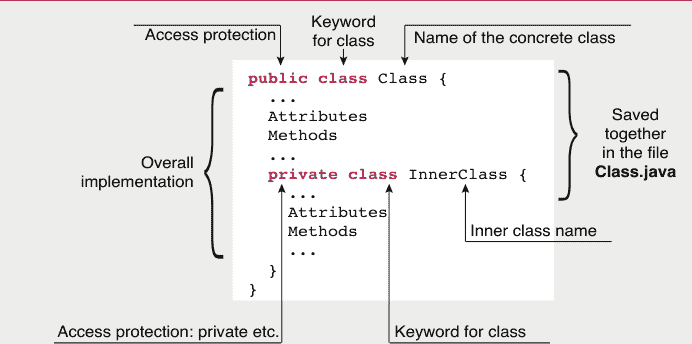 Access protection
Keyword
for class
Name of the concrete class
public class Class {
...
Attributes
Methods
...
private class InnerClass {
...
Attributes
Methods
...
}
}
Overall
implementation
Saved
together
in the file
Class.java
Inner class name
Access protection: private etc.
Keyword for class